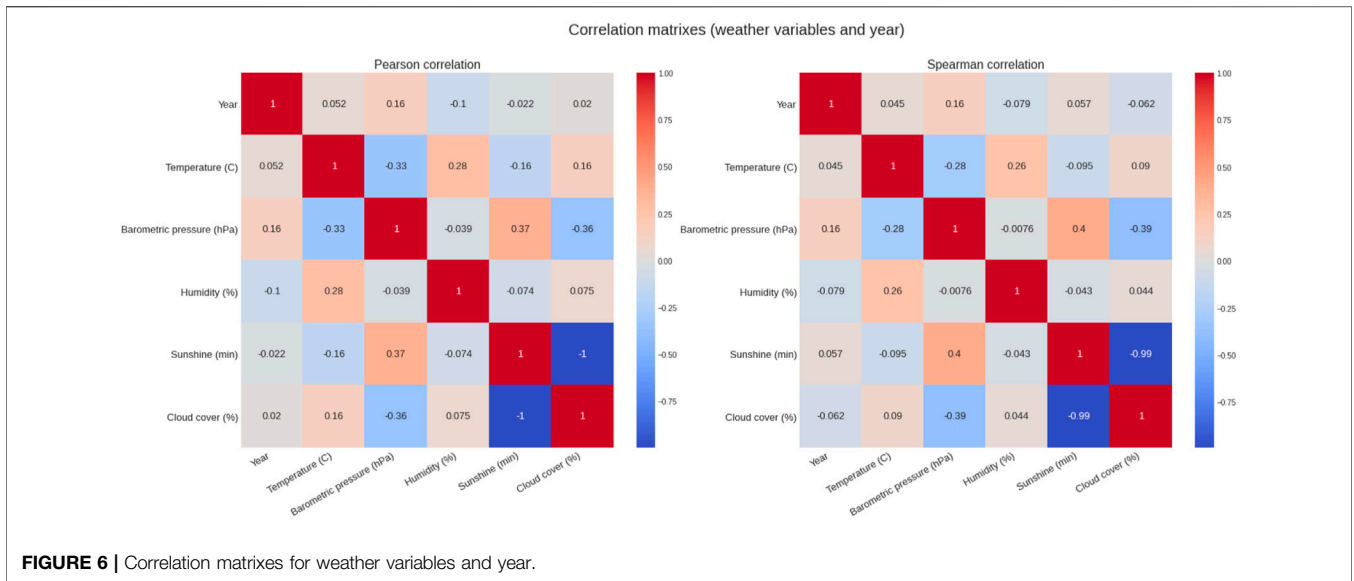 Correlation matrixes (weather variables and year)
Pearson correlation
Year 1 0.052 0.16 -0.1 -0.022 0.02
Temperature (C) 0.052 1 -0.33 0.28 -0.16 0.16
Barometric pressure (hPa) 0.16 -0.33 1 -0.039 0.37 -0.36
Humidity (%) -0.1 0.28 -0.039 1 -0.074 0.075
Sunshine (min) -0.022 -0.16 0.37 -0.074 1 -1
Cloud cover (%) 0.02 0.16 -0.36 0.075 -1 1
Year Temperature (C) Barometric pressure (hPa) Humidity (%) Sunshine (min) Cloud cover (%)
1.00
0.75
0.50
0.25
0.00
-0.25
-0.50
-0.75
Spearman correlation
Year 1 0.045 0.16 -0.079 0.057 -0.062
Temperature (C) 0.045 1 -0.28 0.26 -0.095 0.09
Barometric pressure (hPa) 0.16 -0.28 1 -0.0076 0.4 -0.39
Humidity (%) -0.079 0.26 -0.0076 1 -0.043 0.044
Sunshine (min) 0.057 -0.095 0.4 -0.043 1 -0.99
Cloud cover (%) -0.062 0.09 -0.39 0.044 -0.99 1
Year Temperature (C) Barometric pressure (hPa) Humidity (%) Sunshine (min) Cloud cover (%)
1.00
0.75
0.50
0.25
0.00
-0.25
-0.50
-0.75
FIGURE 6 | Correlation matrixes for weather variables and year.